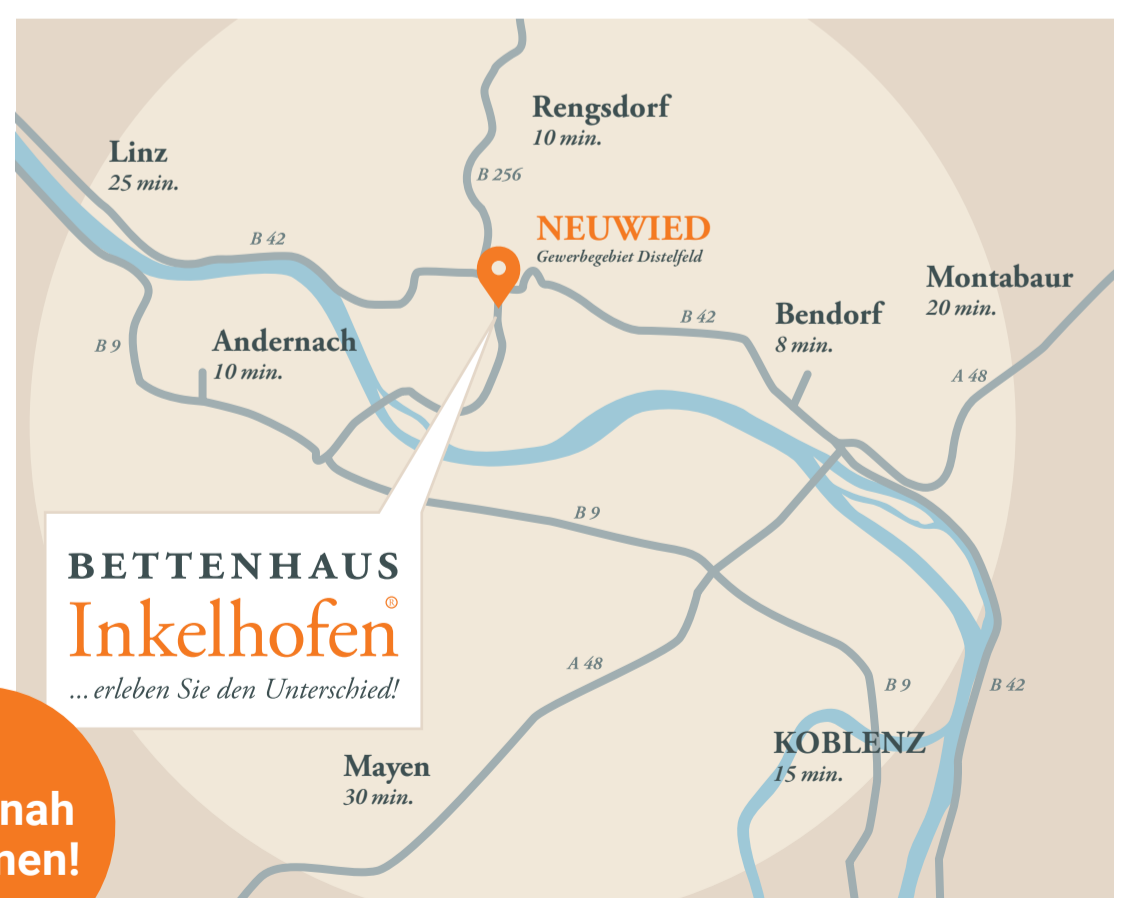 Rengsdorf
10 min.
Linz
25 min.
B 256
NEUWIED
Gewerbegebiet Distelfeld
B 42
Montabaur
20 min.
Bendorf
8 min.
B 42
Andernach
10 min.
B 9
A 48
B 9
BETTENHAUS
Inkelhofen®
... erleben Sie den Unterschied!
A 48
B 9
B 42
KOBLENZ
15 min.
Mayen
30 min.
nah
nen!